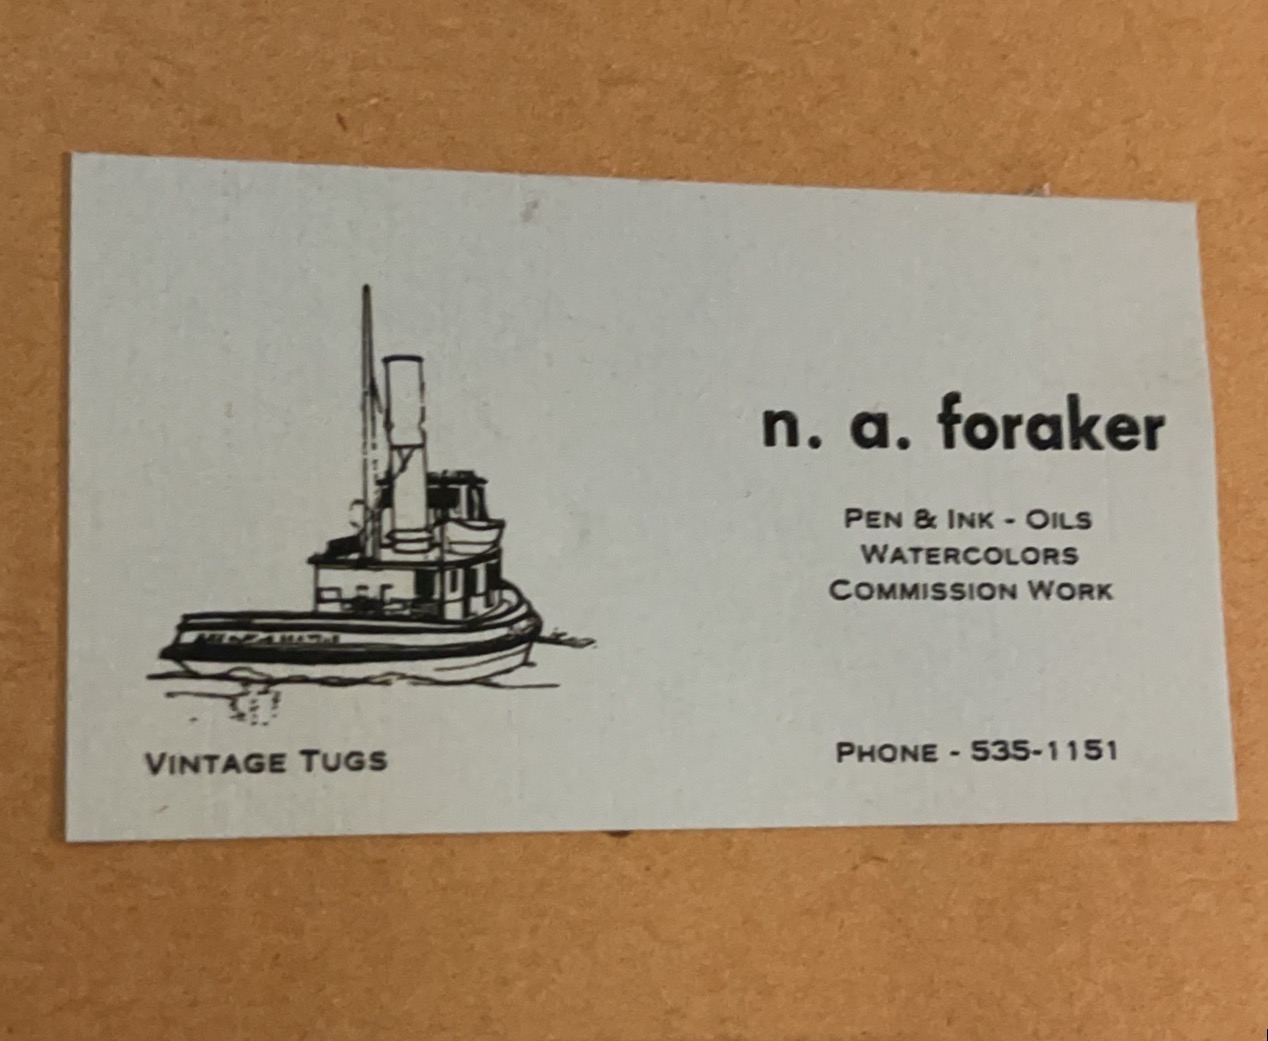 n. a. foraker
PEN & INK - OILS
WATERCOLORS
COMMISSION WORK
VINTAGE TUGS
PHONE - 535-1151